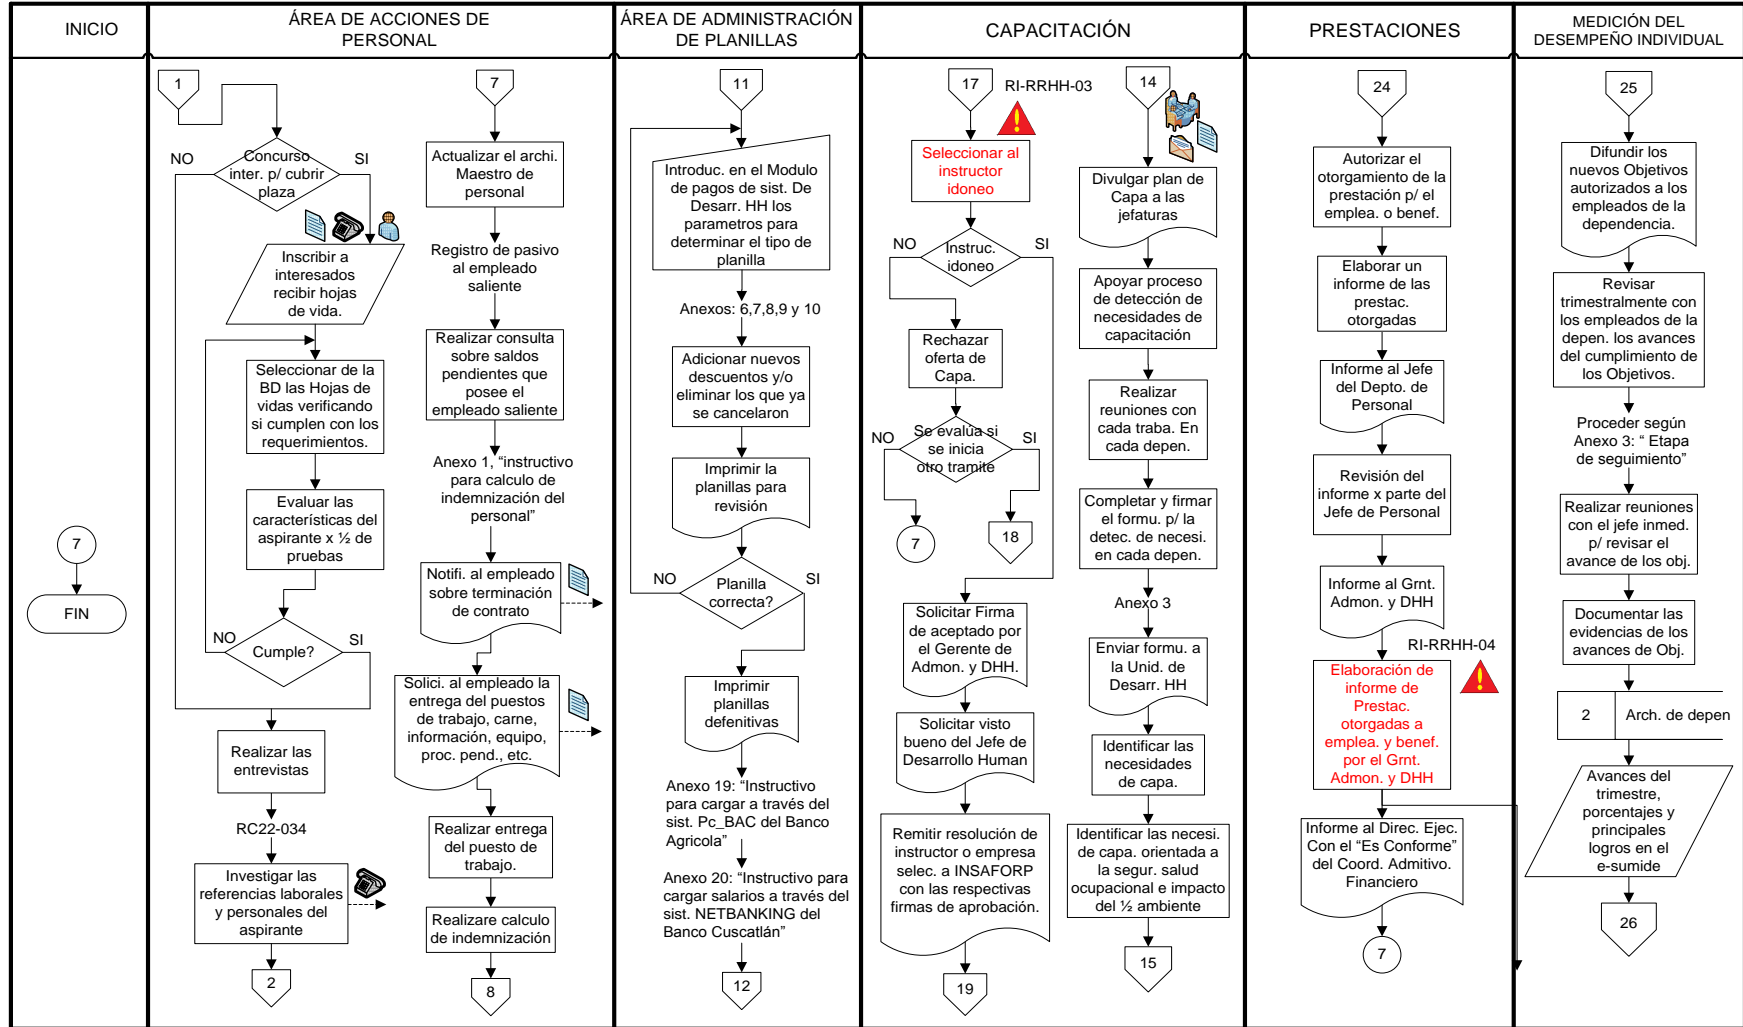 INICIO
ÁREA DE ACCIONES DE
PERSONAL
ÁREA DE ADMINISTRACIÓN
DE PLANILLAS
CAPACITACIÓN
PRESTACIONES
MEDICIÓN DEL
DESEMPEÑO INDIVIDUAL
7
FIN
1
NO
Concurso
inter. p/ cubrir
plaza
SI
Inscribir a
interesados
recibir hojas
de vida.
Seleccionar de la
BD las Hojas de
vidas verificando
si cumplen con los
requerimientos.
Evaluar las
características del
aspirante x ½ de
pruebas
NO
Cumple?
SI
Realizar las
entrevistas
RC22-034
Investigar las
referencias laborales
y personales del
aspirante
2
7
Actualizar el archi.
Maestro de
personal
Registro de pasivo
al empleado
saliente
Realizar consulta
sobre saldos
pendientes que
posee el
empleado saliente
Anexo 1, “instructivo
para calculo de
indemnización del
personal”
Notifi. al empleado
sobre terminación
de contrato
Solici. al empleado la
entrega del puestos
de trabajo, carne,
información, equipo,
proc. pend., etc.
Realizar entrega
del puesto de
trabajo.
Realizare calculo
de indemnización
8
11
Introduc. en el Modulo
de pagos de sist. De
Desarr. HH los
parametros para
determinar el tipo de
planilla
Anexos: 6,7,8,9 y 10
Adicionar nuevos
descuentos y/o
eliminar los que ya
se cancelaron
Imprimir la
planillas para
revisión
NO
Planilla
correcta?
SI
Imprimir
planillas
defenitivas
Anexo 19: “Instructivo
para cargar a través del
sist. Pc_BAC del Banco
Agricola”
Anexo 20: “Instructivo para
cargar salarios a través del
sist. NETBANKING del
Banco Cuscatlán”
12
17
RI-RRHH-03
Seleccionar al
instructor
idoneo
NO
Instruc.
idoneo
SI
Rechazar
oferta de
Capa.
NO
Se evalúa si
se inicia
otro tramite
SI
7
18
Solicitar Firma
de aceptado por
el Gerente de
Admon. y DHH.
Solicitar visto
bueno del Jefe de
Desarrollo Human
Remitir resolución de
instructor o empresa
selec. a INSAFORP
con las respectivas
firmas de aprobación.
19
14
Divulgar plan de
Capa a las
jefaturas
Apoyar proceso
de detección de
necesidades de
capacitación
Realizar
reuniones con
cada traba. En
cada depen.
Completar y firmar
el formu. p/ la
detec. de necesi.
en cada depen.
Anexo 3
Enviar formu. a
la Unid. de
Desarr. HH
Identificar las
necesidades
de capa.
Identificar las necesi.
de capa. orientada a
la segur. salud
ocupacional e impacto
del ½ ambiente
15
24
Autorizar el
otorgamiento de la
prestación p/ el
emplea. o benef.
Elaborar un
informe de las
prestac.
otorgadas
Informe al Jefe
del Depto. de
Personal
Revisión del
informe x parte del
Jefe de Personal
Informe al Grnt.
Admon. y DHH
RI-RRHH-04
Elaboración de
informe de
Prestac.
otorgadas a
emplea. y benef.
por el Grnt.
Admon. y DHH
Informe al Direc. Ejec.
Con el “Es Conforme”
del Coord. Admitivo.
Financiero
7
25
Difundir los
nuevos Objetivos
autorizados a los
empleados de la
dependencia.
Revisar
trimestralmente con
los empleados de la
depen. los avances
del cumplimiento de
los Objetivos.
Proceder según
Anexo 3: “ Etapa
de seguimiento”
Realizar reuniones
con el jefe inmed.
p/ revisar el
avance de los obj.
Documentar las
evidencias de los
avances de Obj.
2 Arch. de depen
Avances del
trimestre,
porcentajes y
principales
logros en el
e-sumide
26